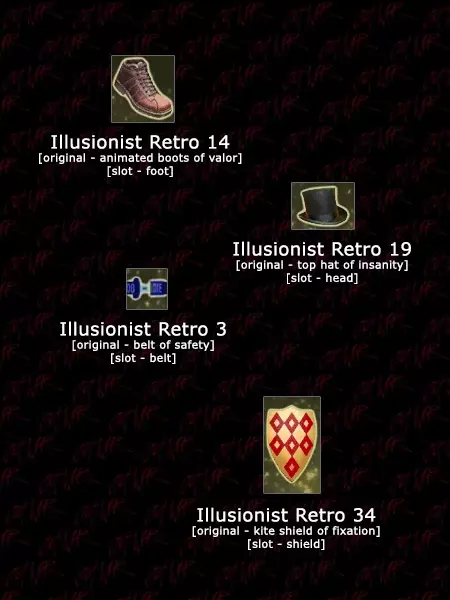 Illusionist Retro 14
[original - animated boots of valor]
[slot - foot]
Illusionist Retro 19
[original - top hat of insanity]
[slot - head]
Illusionist Retro 3
[original - belt of safety]
[slot - belt]
Illusionist Retro 34
[original - kite shield of fixation]
[slot - shield]